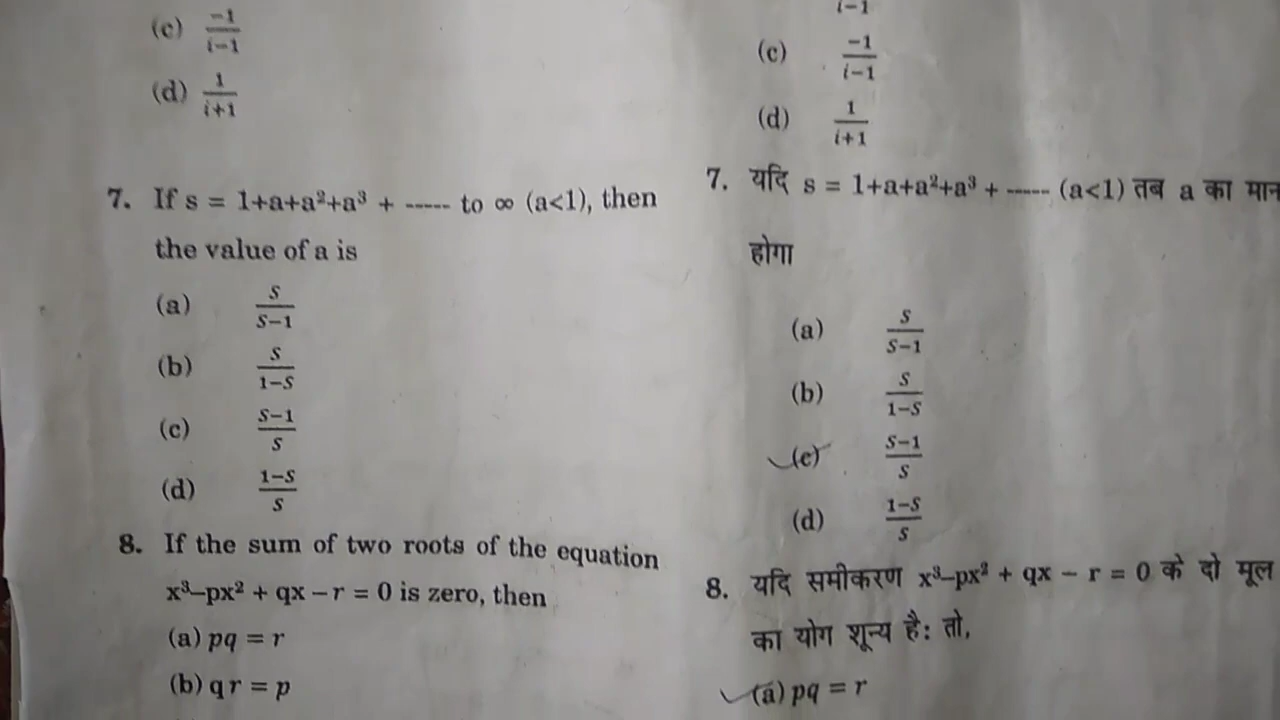 (c) -1/i-1
(d) 1/i+1
7. If s = 1+a+a²+a³ + ----- to ∞ (a<1), then
the value of a is
(a) S/S-1
(b) S/1-S
(c) S-1/S
(d) 1-S/S
8. If the sum of two roots of the equation
x³-px² + qx - r = 0 is zero, then
(a) pq = r
(b) qr = p
i-1
(c) -1/i-1
(d) 1/i+1
7. यदि s = 1+a+a²+a³ + ----- (a<1) तब a का मान
होगा
(a) S/S-1
(b) S/1-S
(c) S-1/S
(d) 1-S/S
8. यदि समीकरण x³-px² + qx - r = 0 के दो मूल
का योग शून्य है: तो,
(a) pq = r